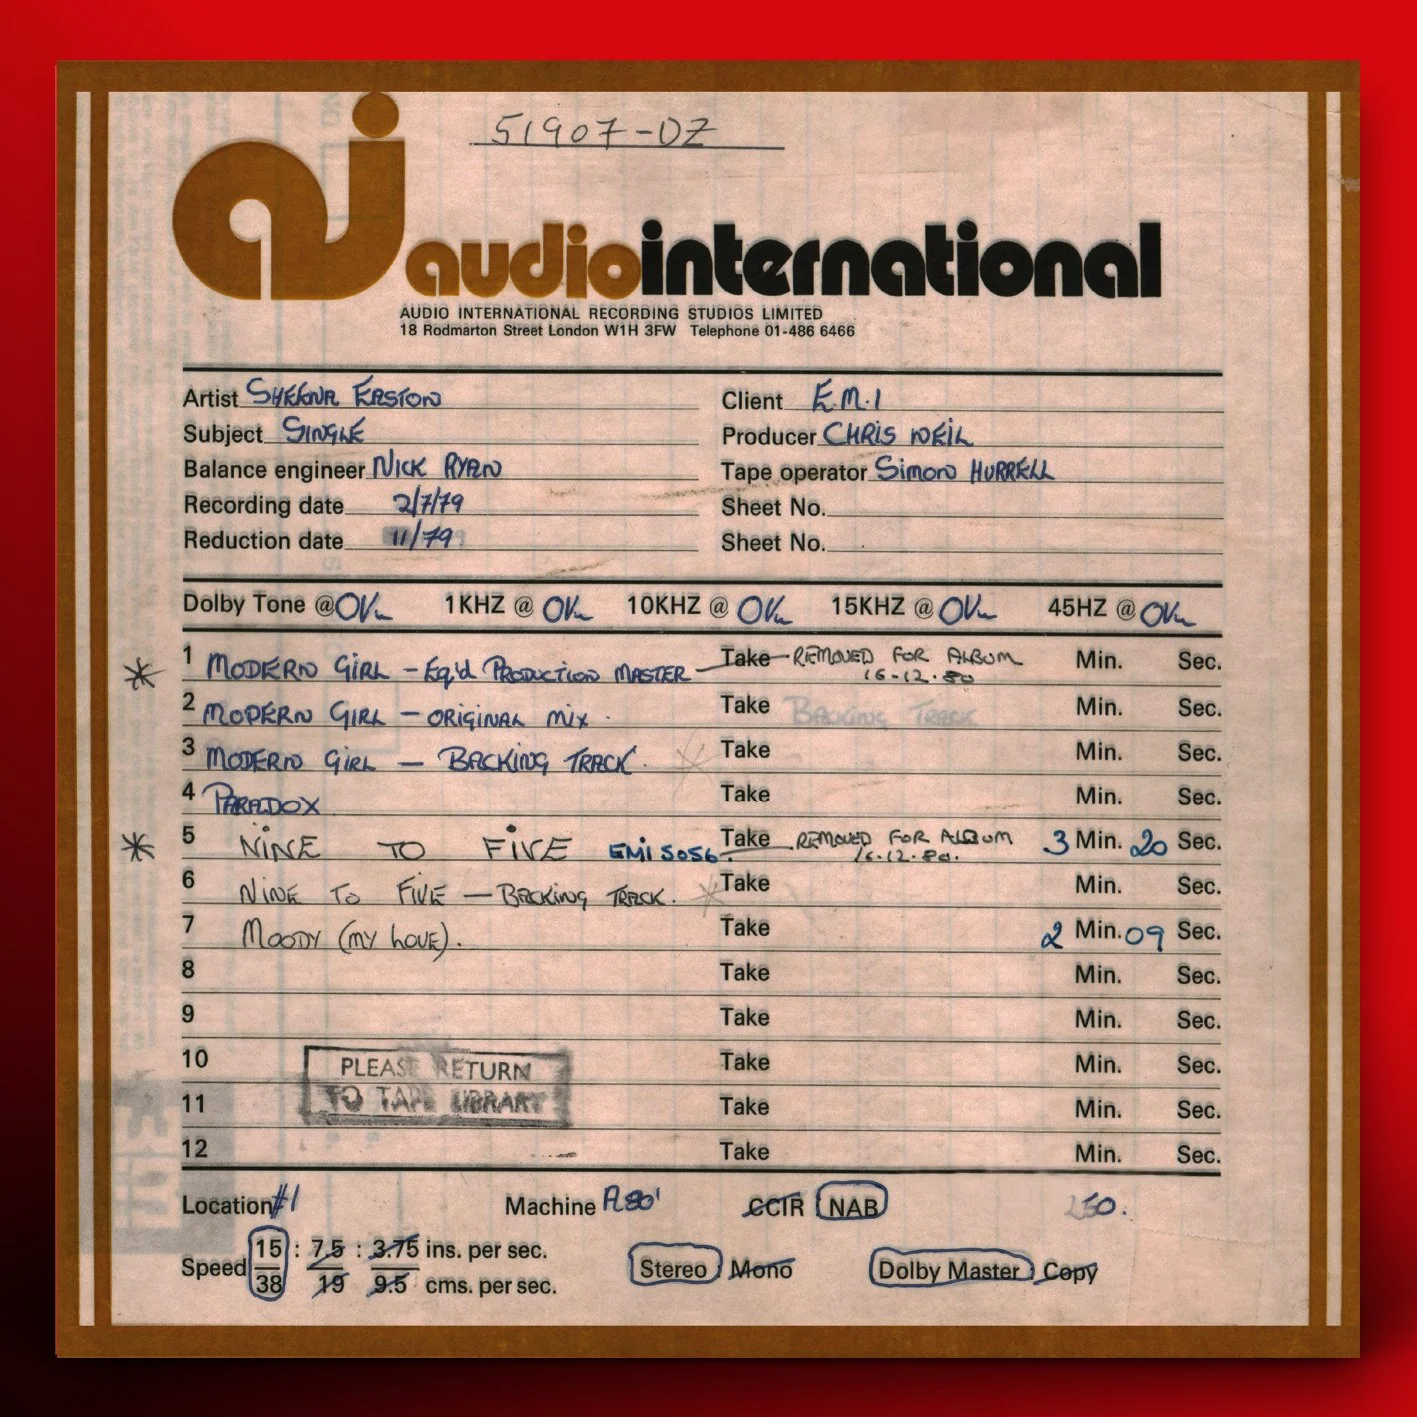 51907-DZ
aj audiointernational
AUDIO INTERNATIONAL RECORDING STUDIOS LIMITED
18 Rodmarton Street London W1H 3FW Telephone 01-486 6466
Artist SHEENA EASTON Client E.M.I
Subject SINGLE Producer CHRIS NEIL
Balance engineer NICK RYAN Tape operator Simon HURRELL
Recording date 2/7/79 Sheet No.
Reduction date 11/79 Sheet No.
Dolby Tone @ OVu 1KHZ @ OVu 10KHZ @ OVu 15KHZ @ OVu 45HZ @ OVu
* 1 MODERN GIRL - Eq'd PRODUCTION MASTER Take REMOVED FOR ALBUM 16-12-80 Min. Sec.
2 MODERN GIRL - ORIGINAL MIX. Take BACKING TRACK Min. Sec.
3 MODERN GIRL - BACKING TRACK. * Take Min. Sec.
4 PARADOX Take Min. Sec.
* 5 NINE TO FIVE EMI 5056. Take REMOVED FOR ALBUM 16.12.80. 3 Min. 20 Sec.
6 NINE TO FIVE - BACKING TRACK. * Take Min. Sec.
7 MOODY (MY LOVE). Take 2 Min. 09 Sec.
8 Take Min. Sec.
9 Take Min. Sec.
10 Take Min. Sec.
PLEASE RETURN
11 Take Min. Sec.
TO TAPE LIBRARY
12 Take Min. Sec.
Location #1 Machine A80' CCIR NAB 250.
Speed 15 : 7.5 : 3.75 ins. per sec.
38 19 9.5 cms. per sec.
Stereo Mono Dolby Master Copy